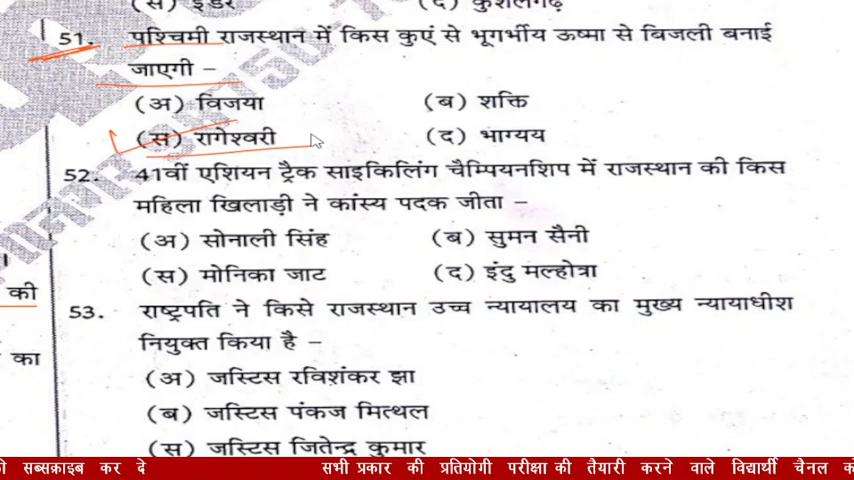 (स) इडर (द) कुशलगढ़
51. पश्चिमी राजस्थान में किस कुएं से भूगर्भीय ऊष्मा से बिजली बनाई
जाएगी –
(अ) विजया (ब) शक्ति
(स) रागेश्वरी (द) भाग्यय
52. 41वीं एशियन ट्रैक साइकिलिंग चैम्पियनशिप में राजस्थान की किस
महिला खिलाड़ी ने कांस्य पदक जीता –
(अ) सोनाली सिंह (ब) सुमन सैनी
(स) मोनिका जाट (द) इंदु मल्होत्रा
की
53. राष्ट्रपति ने किसे राजस्थान उच्च न्यायालय का मुख्य न्यायाधीश
नियुक्त किया है –
का
(अ) जस्टिस रविशंकर झा
(ब) जस्टिस पंकज मित्थल
(स) जस्टिस जितेन्द्र कुमार
सब्सक्राइब कर दे सभी प्रकार की प्रतियोगी परीक्षा की तैयारी करने वाले विद्यार्थी चैनल को